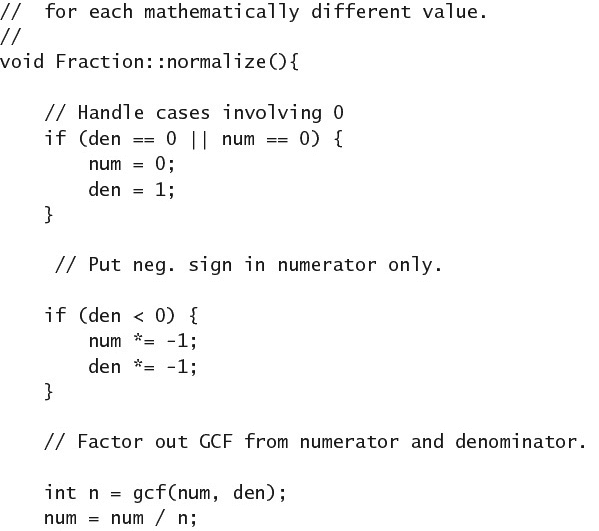 //  for each mathematically different value.
//
void Fraction::normalize(){
    // Handle cases involving 0
    if (den == 0 || num == 0) {
        num = 0;
        den = 1;
    }
     // Put neg. sign in numerator only.
    if (den < 0) {
        num *= -1;
        den *= -1;
    }
    // Factor out GCF from numerator and denominator.
    int n = gcf(num, den);
    num = num / n;